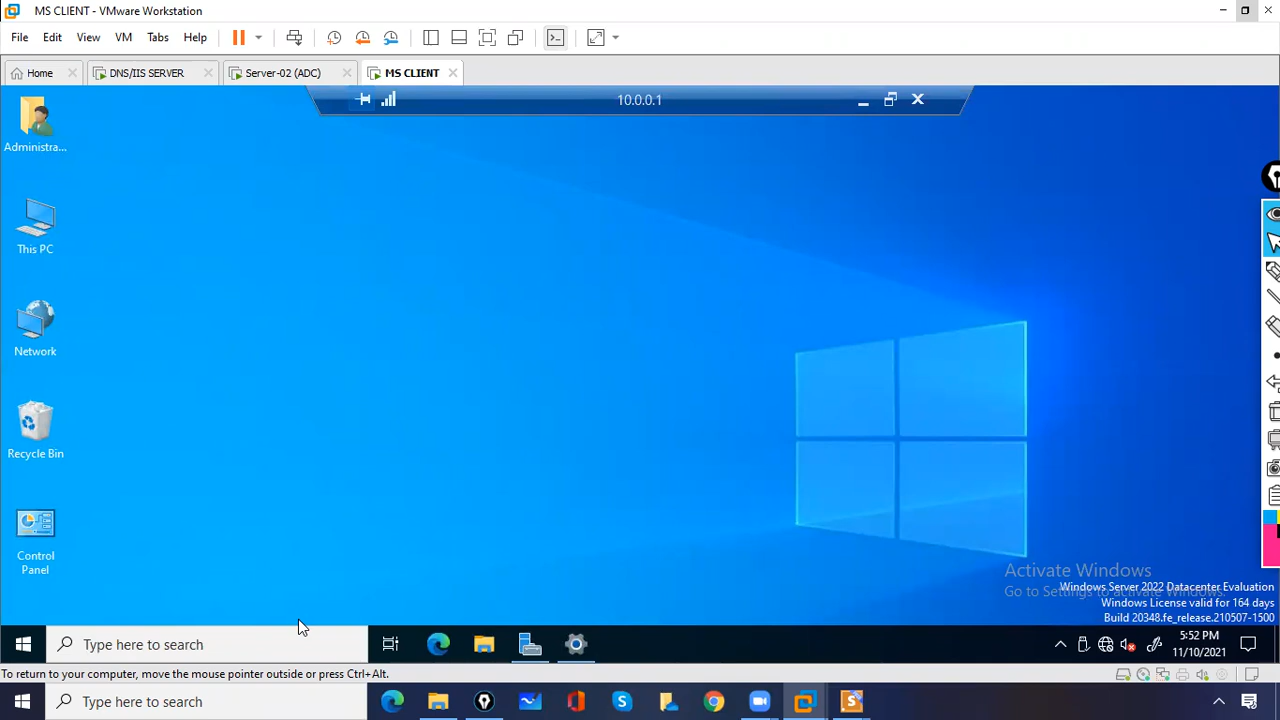 MS CLIENT - VMware Workstation
File Edit View VM Tabs Help
Home DNS/IIS SERVER Server-02 (ADC) MS CLIENT
10.0.0.1
Administra...
This PC
Network
Recycle Bin
Control
Panel
Activate Windows
Go to Settings to activate Windows.
Windows Server 2022 Datacenter Evaluation
Windows License valid for 164 days
Build 20348.fe_release.210507-1500
Type here to search
5:52 PM
11/10/2021
To return to your computer, move the mouse pointer outside or press Ctrl+Alt.
Type here to search